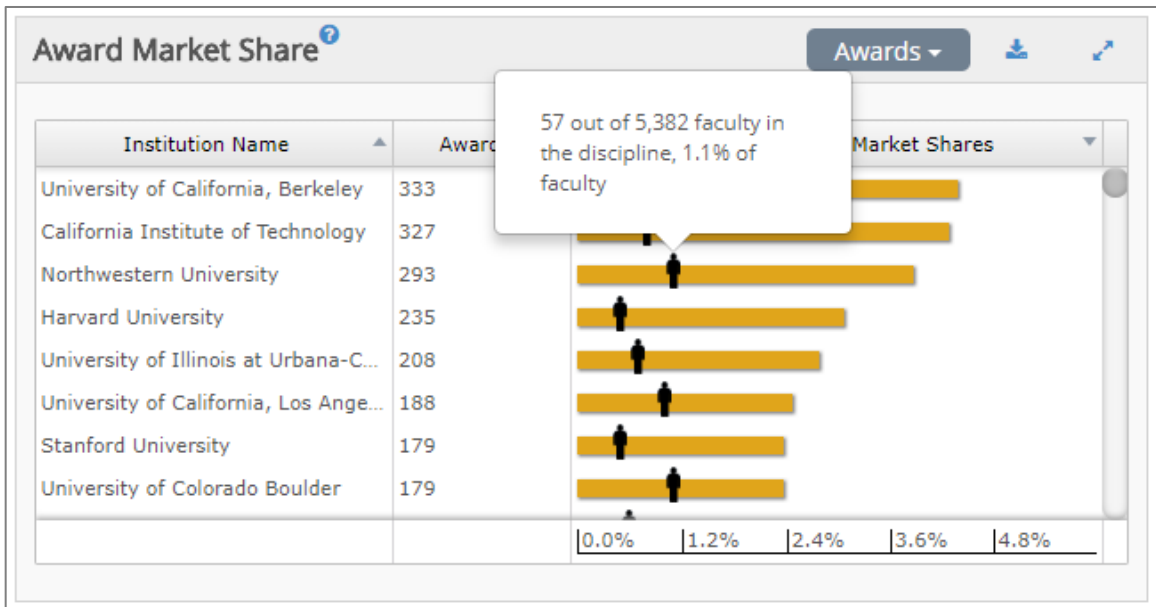 Award Market Share ?
Awards
57 out of 5,382 faculty in
the discipline, 1.1% of
faculty
Institution Name Award Market Shares
University of California, Berkeley 333
California Institute of Technology 327
Northwestern University 293
Harvard University 235
University of Illinois at Urbana-C... 208
University of California, Los Ange... 188
Stanford University 179
University of Colorado Boulder 179
0.0% 1.2% 2.4% 3.6% 4.8%